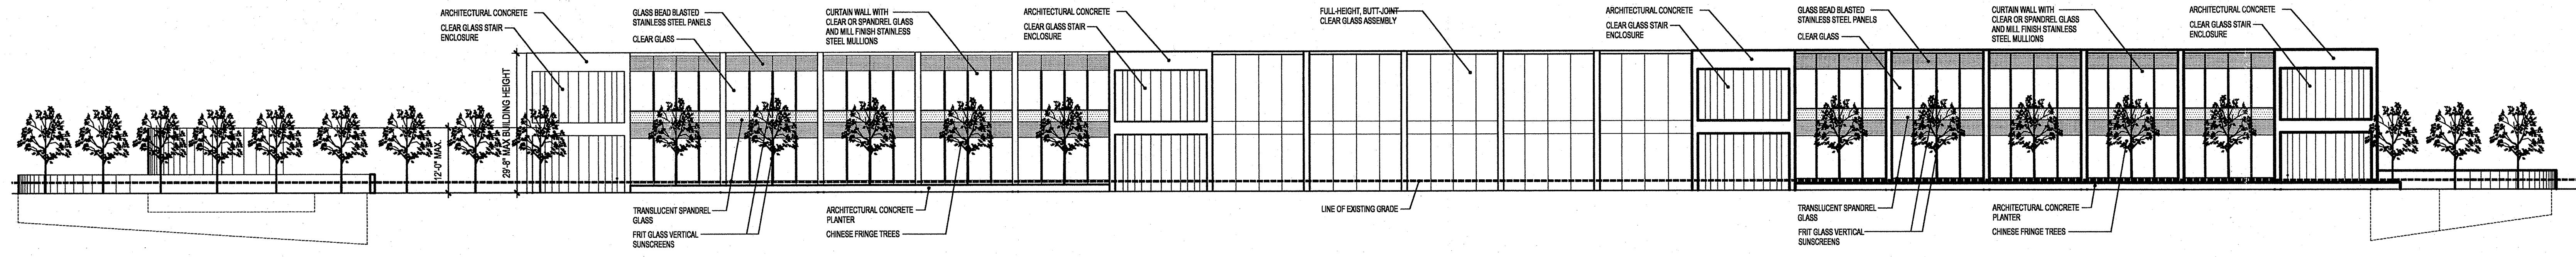 ARCHITECTURAL CONCRETE
CLEAR GLASS STAIR
ENCLOSURE
GLASS BEAD BLASTED
STAINLESS STEEL PANELS
CLEAR GLASS
CURTAIN WALL WITH
CLEAR OR SPANDREL GLASS
AND MILL FINISH STAINLESS
STEEL MULLIONS
ARCHITECTURAL CONCRETE
CLEAR GLASS STAIR
ENCLOSURE
FULL-HEIGHT, BUTT-JOINT
CLEAR GLASS ASSEMBLY
ARCHITECTURAL CONCRETE
CLEAR GLASS STAIR
ENCLOSURE
GLASS BEAD BLASTED
STAINLESS STEEL PANELS
CLEAR GLASS
CURTAIN WALL WITH
CLEAR OR SPANDREL GLASS
AND MILL FINISH STAINLESS
STEEL MULLIONS
ARCHITECTURAL CONCRETE
CLEAR GLASS STAIR
ENCLOSURE
12'-0" MAX.
29'-8" MAX BUILDING HEIGHT
TRANSLUCENT SPANDREL
GLASS
FRIT GLASS VERTICAL
SUNSCREENS
ARCHITECTURAL CONCRETE
PLANTER
CHINESE FRINGE TREES
LINE OF EXISTING GRADE
TRANSLUCENT SPANDREL
GLASS
FRIT GLASS VERTICAL
SUNSCREENS
ARCHITECTURAL CONCRETE
PLANTER
CHINESE FRINGE TREES